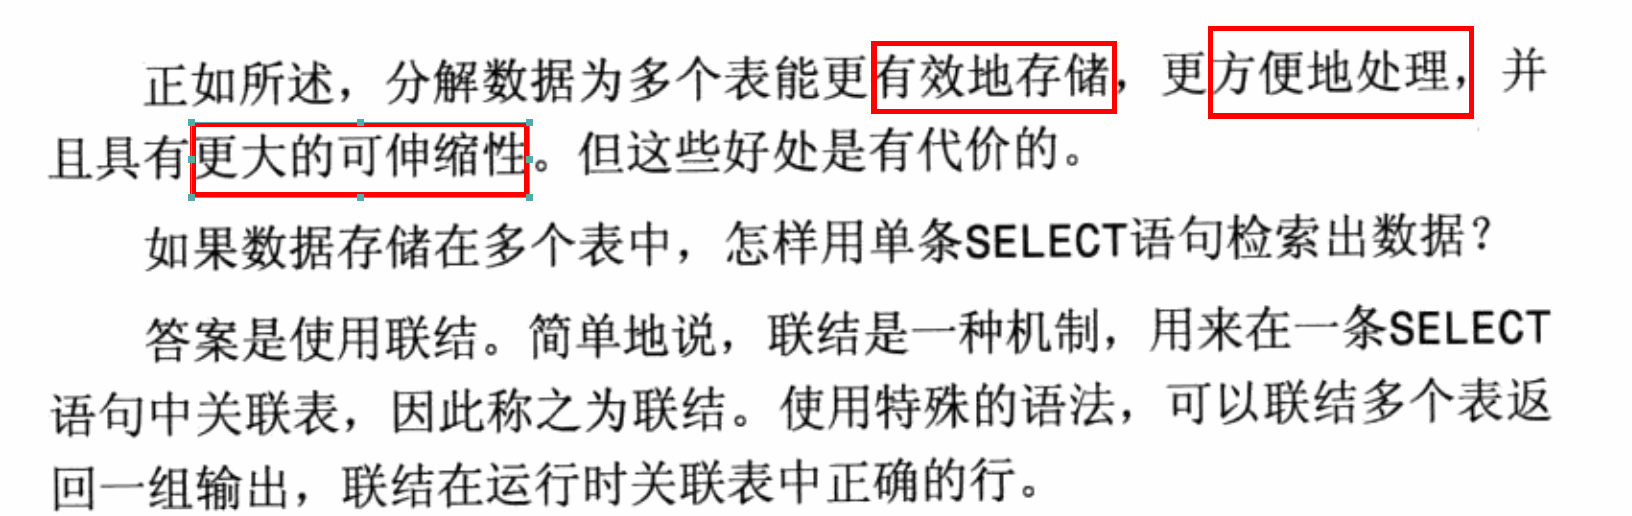 正如所述，分解数据为多个表能更有效地存储，更方便地处理，并
且具有更大的可伸缩性。但这些好处是有代价的。
如果数据存储在多个表中，怎样用单条SELECT语句检索出数据？
答案是使用联结。简单地说，联结是一种机制，用来在一条SELECT
语句中关联表，因此称之为联结。使用特殊的语法，可以联结多个表返
回一组输出，联结在运行时关联表中正确的行。